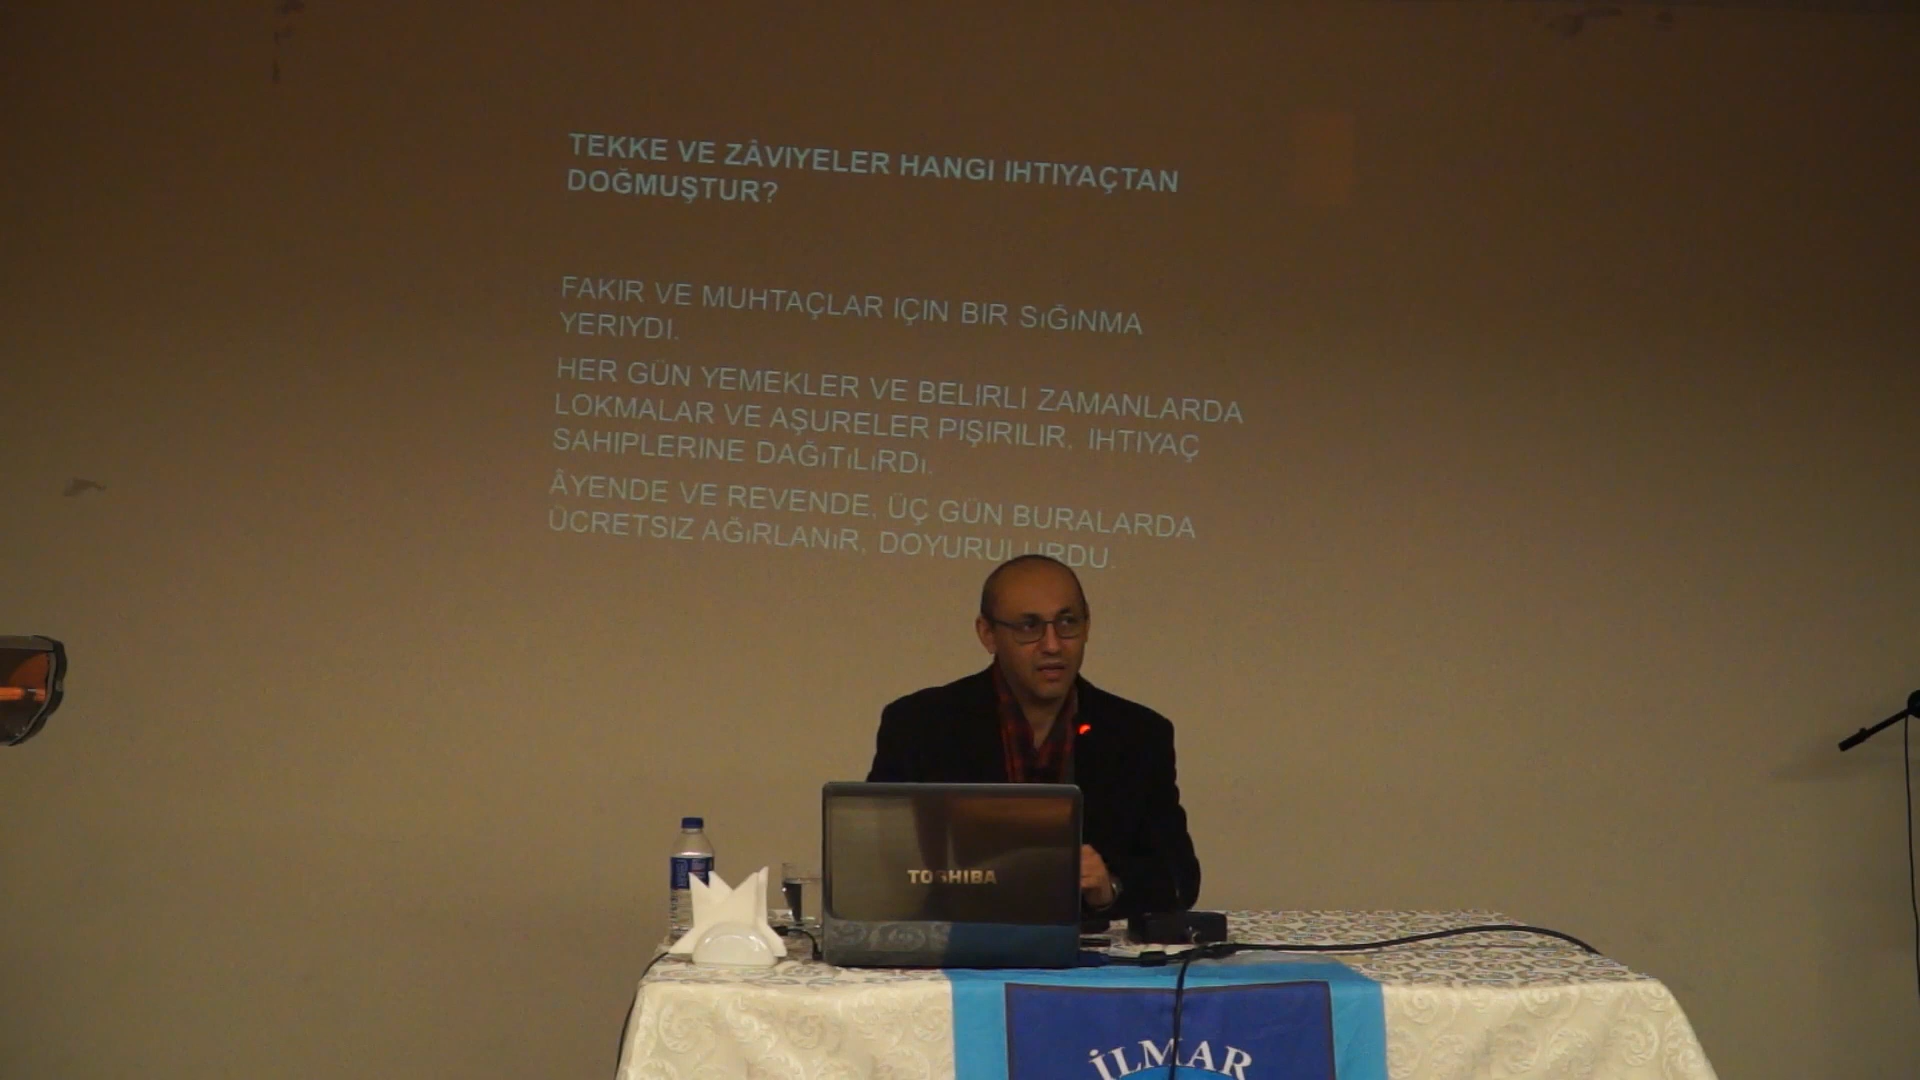 TEKKE VE ZÂVIYELER HANGI IHTIYAÇTAN
DOĞMUŞTUR?
FAKIR VE MUHTAÇLAR IÇIN BIR SıĞıNMA
YERIYDI.
HER GÜN YEMEKLER VE BELIRLI ZAMANLARDA
LOKMALAR VE AŞURELER PIŞIRILIR, IHTIYAÇ
SAHIPLERINE DAĞıTıLıRDı.
ÂYENDE VE REVENDE, ÜÇ GÜN BURALARDA
ÜCRETSIZ AĞıRLANıR, DOYURULURDU.
TOSHIBA
İLMAR